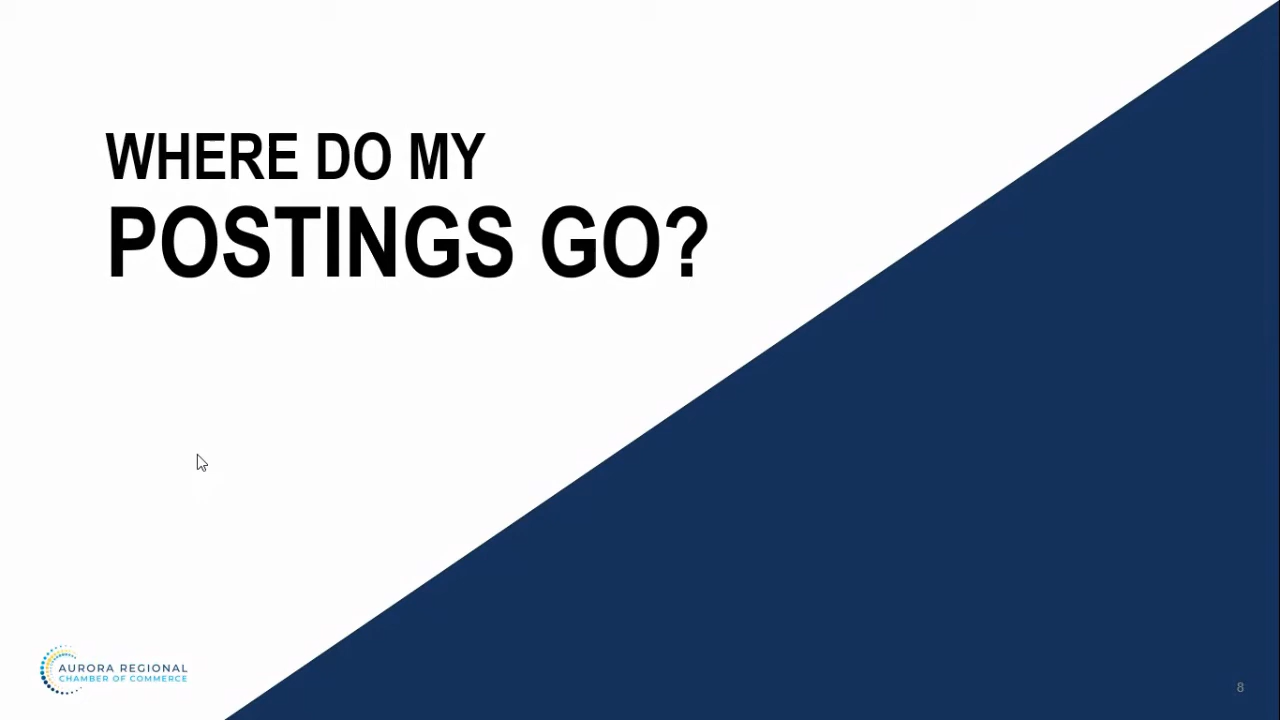 WHERE DO MY
POSTINGS GO?
AURORA REGIONAL
CHAMBER OF COMMERCE
8